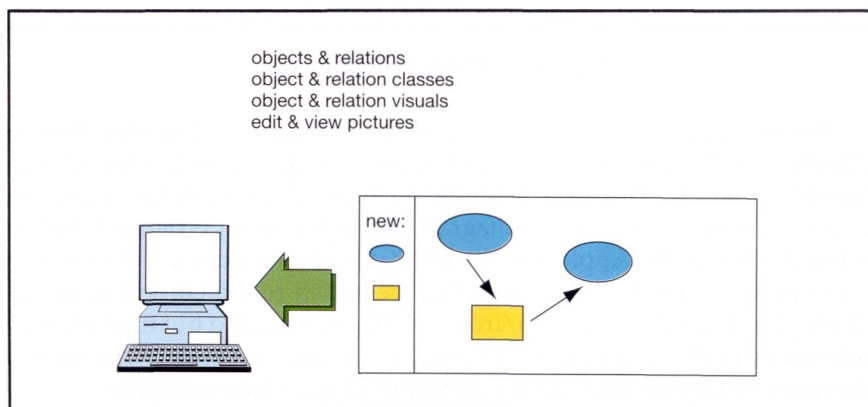 objects & relations
object & relation classes
object & relation visuals
edit & view pictures
new: